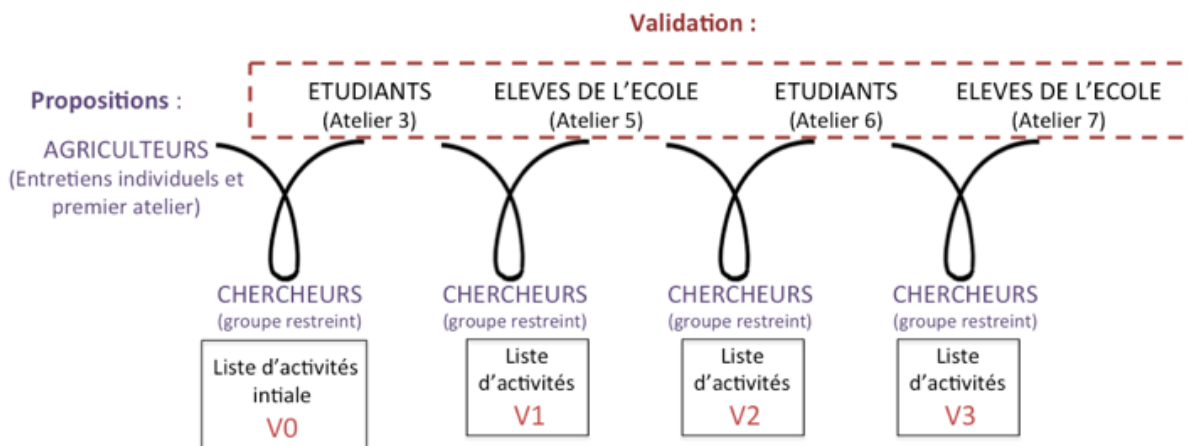 Validation :
Propositions :
ETUDIANTS
(Atelier 3)
ELEVES DE L'ECOLE
(Atelier 5)
ETUDIANTS
(Atelier 6)
ELEVES DE L'ECOLE
(Atelier 7)
AGRICULTEURS
(Entretiens individuels et
premier atelier)
CHERCHEURS
(groupe restreint)
Liste d'activités
intiale
V0
CHERCHEURS
(groupe restreint)
Liste
d'activités
V1
CHERCHEURS
(groupe restreint)
Liste
d'activités
V2
CHERCHEURS
(groupe restreint)
Liste
d'activités
V3